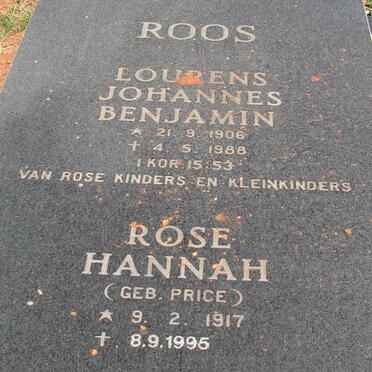 ROOS
LOURENS
JOHANNES
BENJAMIN
* 21.9.1906
+ 4.5.1988
1 KOR 15:53
VAN ROSE KINDERS EN KLEINKINDERS
ROSE
HANNAH
(GEB. PRICE)
* 9.2.1917
+ 8.9.1995